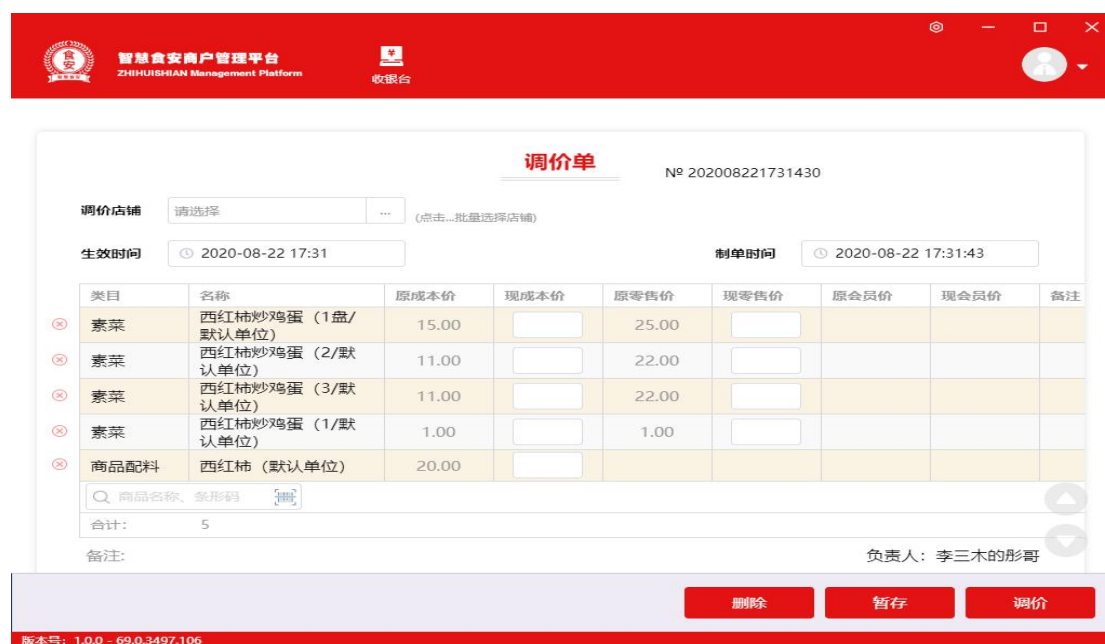 智慧食安商户管理平台
ZHIHUISHIAN Management Platform
收银台
调价单
№ 202008221731430
调价店铺 请选择 ... (点击...批量选择店铺)
生效时间 2020-08-22 17:31 制单时间 2020-08-22 17:31:43
类目 名称 原成本价 现成本价 原零售价 现零售价 原会员价 现会员价 备注
素菜 西红柿炒鸡蛋（1盘/
默认单位） 15.00 25.00
素菜 西红柿炒鸡蛋（2/默
认单位） 11.00 22.00
素菜 西红柿炒鸡蛋（3/默
认单位） 11.00 22.00
素菜 西红柿炒鸡蛋（1/默
认单位） 1.00 1.00
商品配料 西红柿（默认单位） 20.00
商品名称、条形码
合计： 5
备注: 负责人：李三木的彤哥
删除 暂存 调价
版本号：1.0.0 - 69.0.3497.106